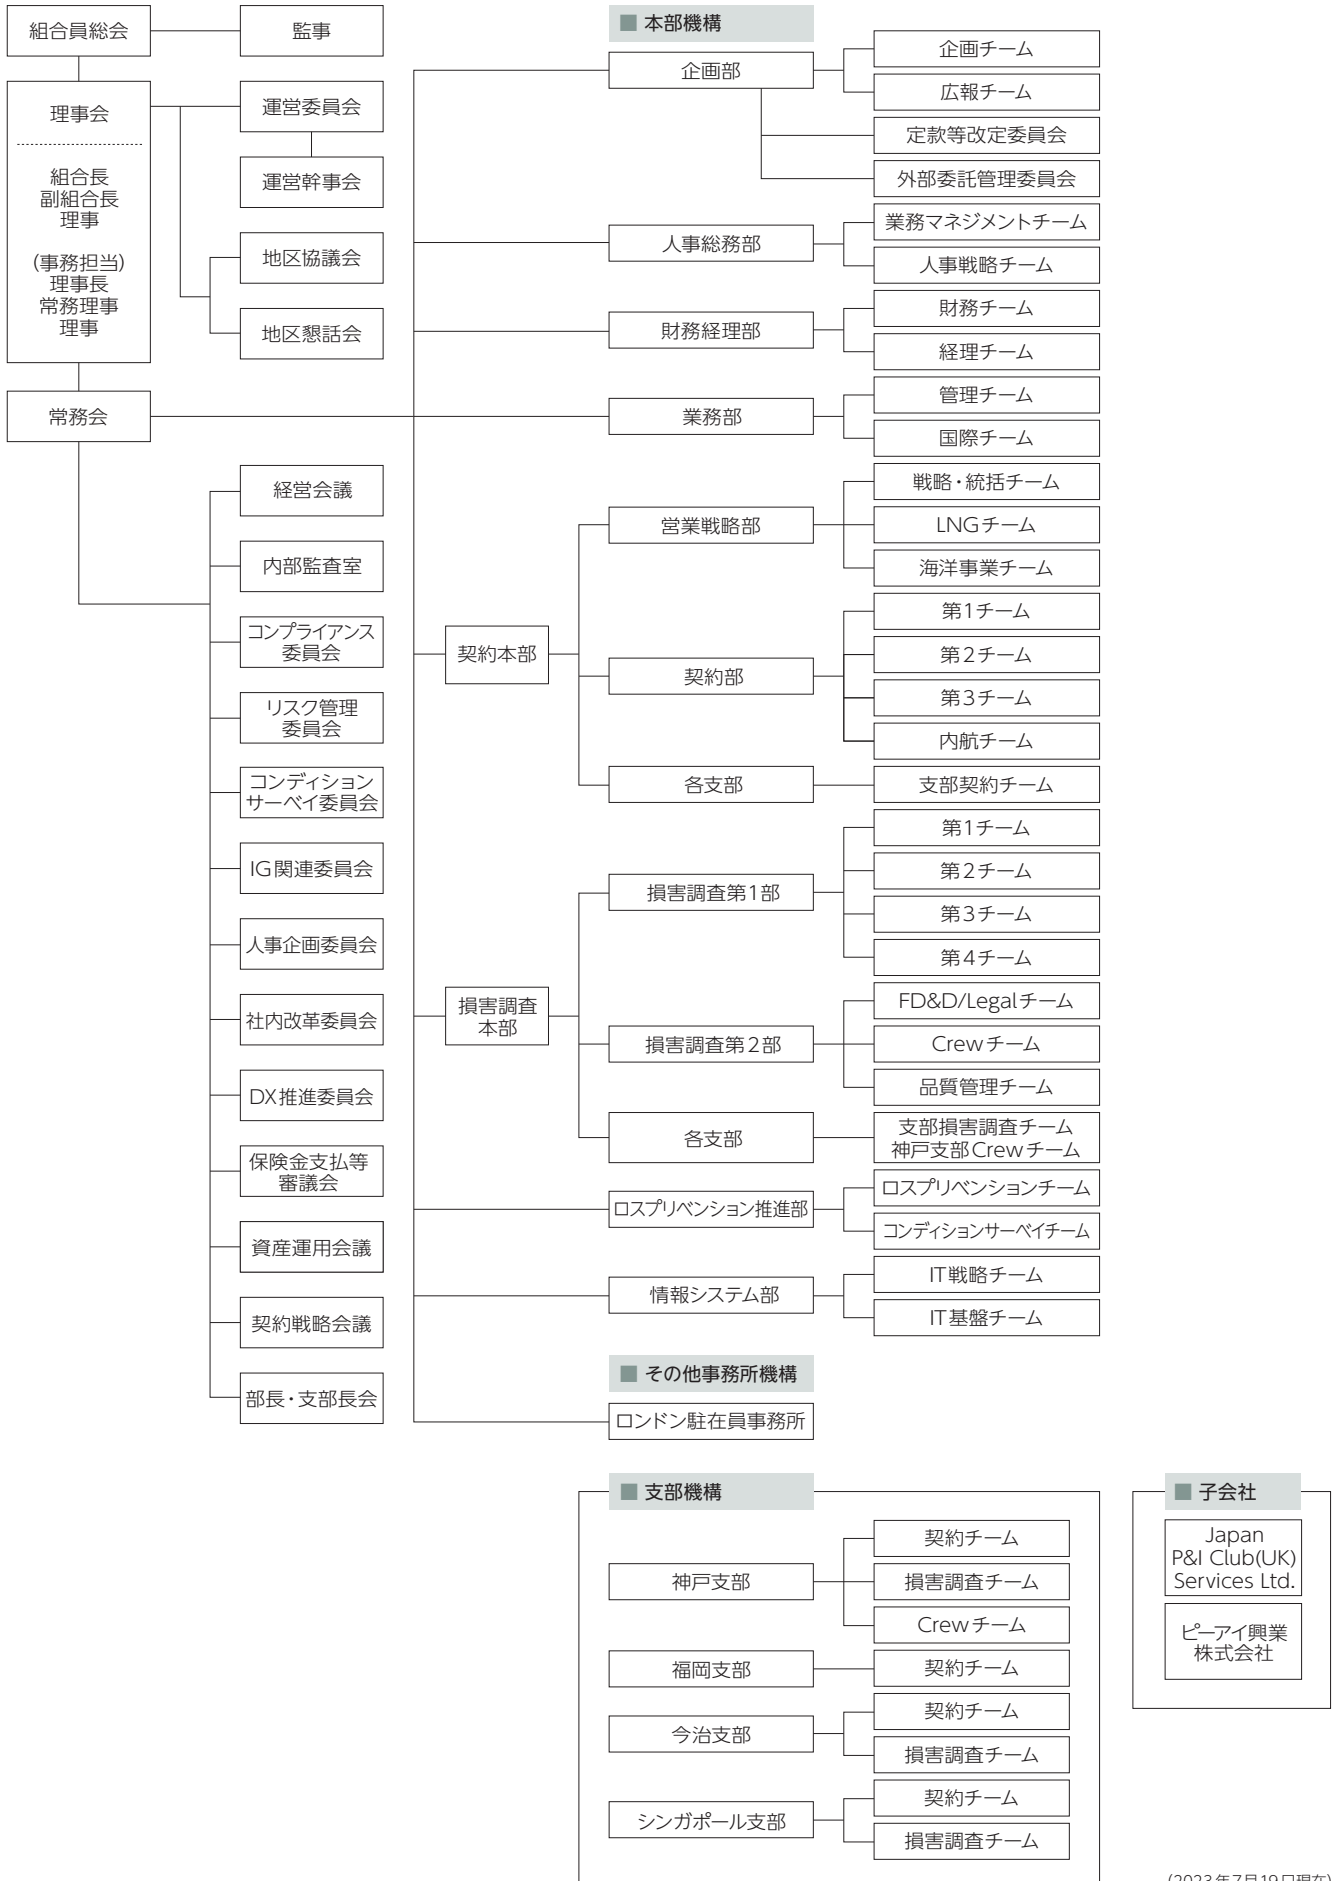 組合員総会
監事
理事会
組合長
副組合長
理事
(事務担当)
理事長
常務理事
理事
運営委員会
運営幹事会
地区協議会
地区懇話会
常務会
経営会議
内部監査室
コンプライアンス
委員会
リスク管理
委員会
コンディション
サーベイ委員会
IG関連委員会
人事企画委員会
社内改革委員会
DX推進委員会
保険金支払等
審議会
資産運用会議
契約戦略会議
部長・支部長会
■ 本部機構
企画部
企画チーム
広報チーム
定款等改定委員会
外部委託管理委員会
人事総務部
業務マネジメントチーム
人事戦略チーム
財務経理部
財務チーム
経理チーム
業務部
管理チーム
国際チーム
契約本部
営業戦略部
戦略・統括チーム
LNGチーム
海洋事業チーム
契約部
第1チーム
第2チーム
第3チーム
内航チーム
各支部
支部契約チーム
損害調査
本部
損害調査第1部
第1チーム
第2チーム
第3チーム
第4チーム
損害調査第2部
FD&D/Legalチーム
Crewチーム
品質管理チーム
各支部
支部損害調査チーム
神戸支部Crewチーム
ロスプリベンション推進部
ロスプリベンションチーム
コンディションサーベイチーム
情報システム部
IT戦略チーム
IT基盤チーム
■ その他事務所機構
ロンドン駐在員事務所
■ 支部機構
神戸支部
契約チーム
損害調査チーム
Crewチーム
福岡支部
契約チーム
今治支部
契約チーム
損害調査チーム
シンガポール支部
契約チーム
損害調査チーム
■ 子会社
Japan
P&I Club(UK)
Services Ltd.
ピーアイ興業
株式会社
(2023年7月19日現在)